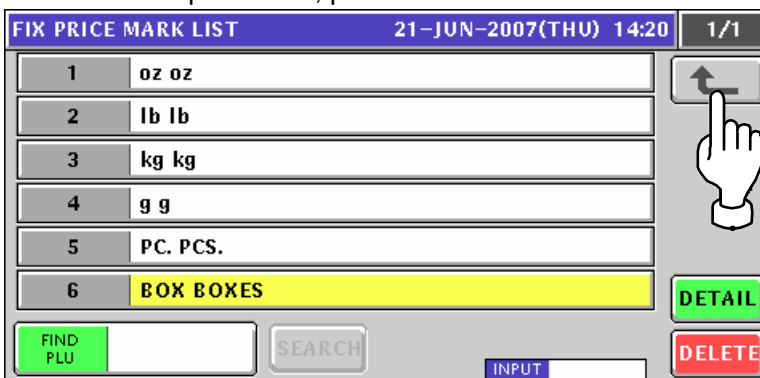 FIX PRICE MARK LIST 21-JUN-2007(THU) 14:20 1/1
1 oz oz
2 lb lb
3 kg kg
4 g g
5 PC. PCS.
6 BOX BOXES
DETAIL
FIND PLU
SEARCH
INPUT
DELETE